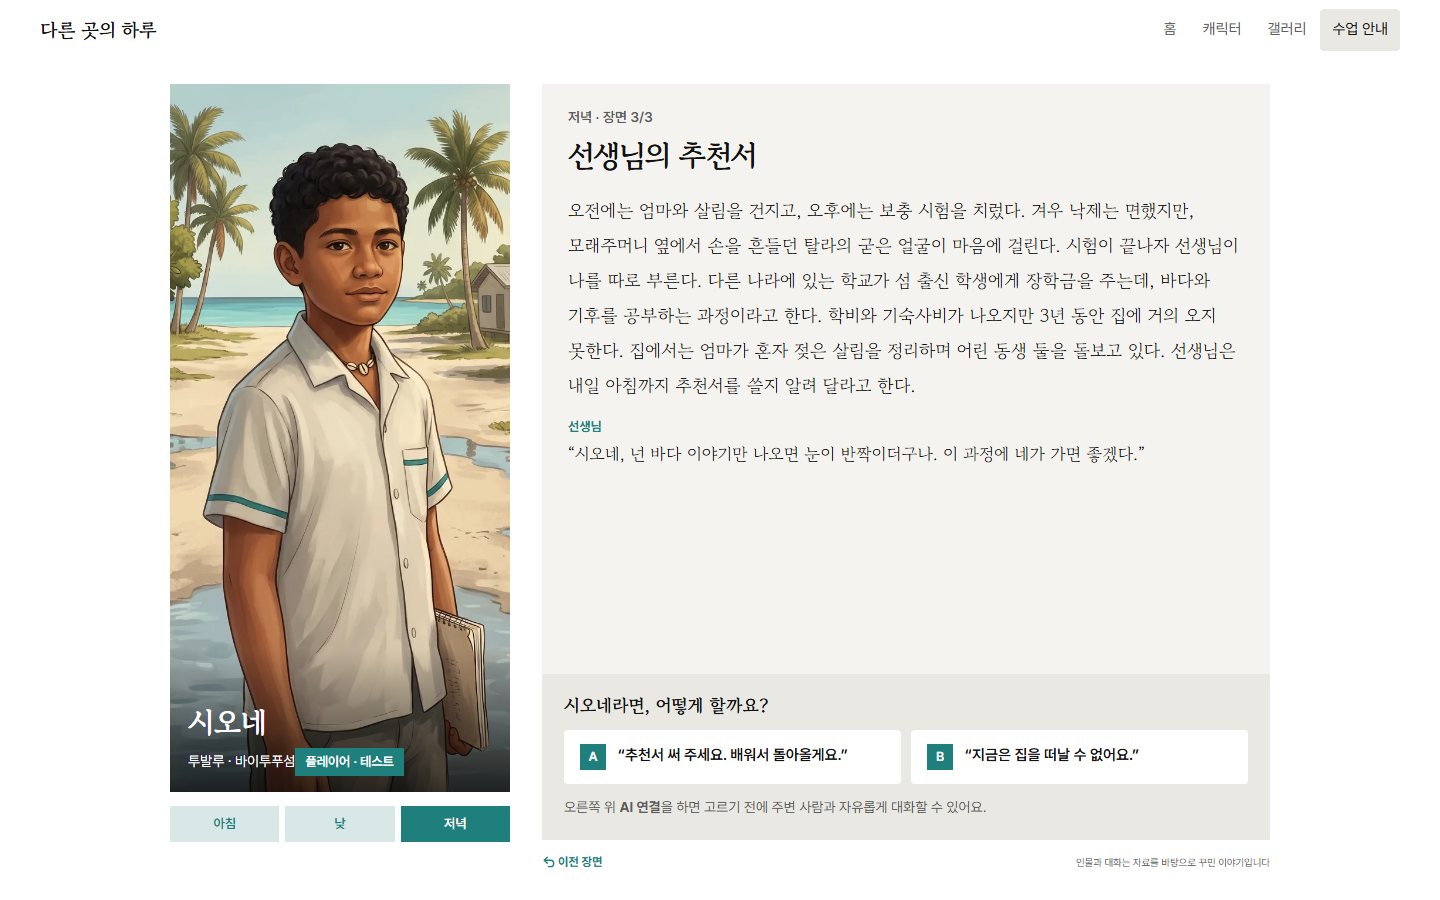 다른 곳의 하루
홈
캐릭터
갤러리
수업 안내
시오네
투발루 · 바이투푸섬
플레이어 · 테스트
아침
낮
저녁
저녁 · 장면 3/3
선생님의 추천서
오전에는 엄마와 살림을 건지고, 오후에는 보충 시험을 치렀다. 겨우 낙제는 면했지만,
모래주머니 옆에서 손을 흔들던 탈라의 굳은 얼굴이 마음에 걸린다. 시험이 끝나자 선생님이
나를 따로 부른다. 다른 나라에 있는 학교가 섬 출신 학생에게 장학금을 주는데, 바다와
기후를 공부하는 과정이라고 한다. 학비와 기숙사비가 나오지만 3년 동안 집에 거의 오지
못한다. 집에서는 엄마가 혼자 젖은 살림을 정리하며 어린 동생 둘을 돌보고 있다. 선생님은
내일 아침까지 추천서를 쓸지 알려 달라고 한다.
선생님
“시오네, 넌 바다 이야기만 나오면 눈이 반짝이더구나. 이 과정에 네가 가면 좋겠다.”
시오네라면, 어떻게 할까요?
A “추천서 써 주세요. 배워서 돌아올게요.”
B “지금은 집을 떠날 수 없어요.”
오른쪽 위 AI 연결을 하면 고르기 전에 주변 사람과 자유롭게 대화할 수 있어요.
이전 장면
인물과 대화는 자료를 바탕으로 꾸민 이야기입니다